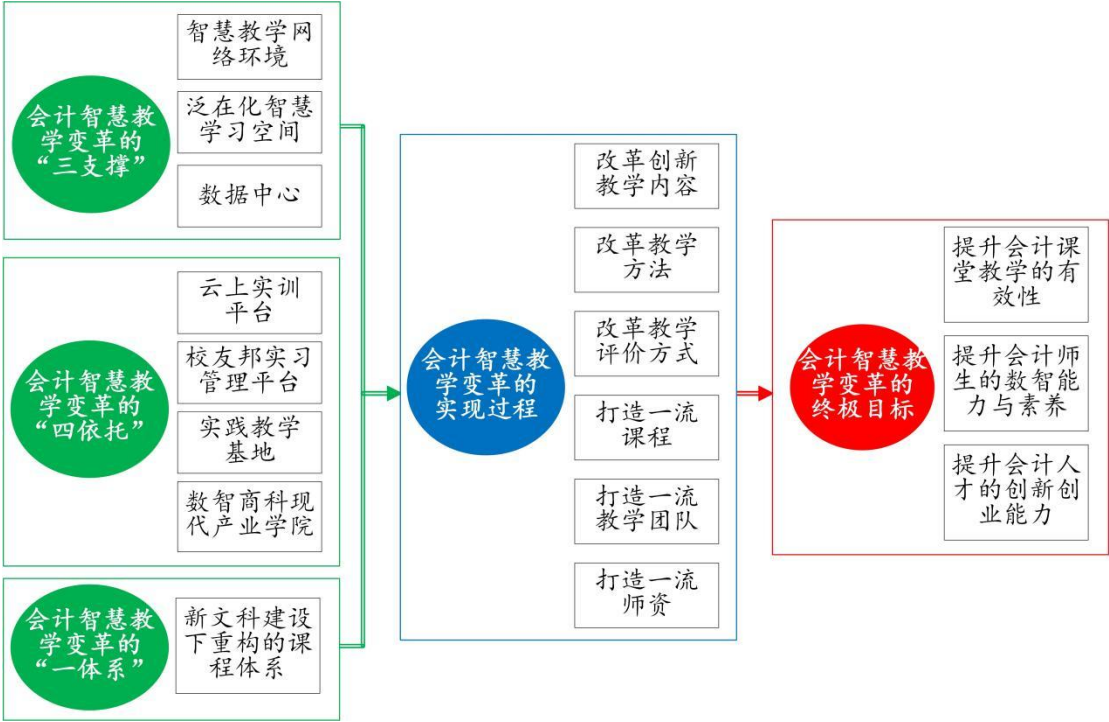 会计智慧教
学变革的
“三支撑”
智慧教学网
络环境
泛在化智慧
学习空间
数据中心
会计智慧教
学变革的
“四依托”
云上实训
平台
校友邦实习
管理平台
实践教学
基地
数智商科现
代产业学院
会计智慧教
学变革的
“一体系”
新文科建设
下重构的课
程体系
会计智慧教
学变革的
实现过程
改革创新
教学内容
改革教学
方法
改革教学
评价方式
打造一流
课程
打造一流
教学团队
打造一流
师资
会计智慧教
学变革的
终极目标
提升会计课
堂教学的有
效性
提升会计师
生的数智能
力与素养
提升会计人
才的创新创
业能力